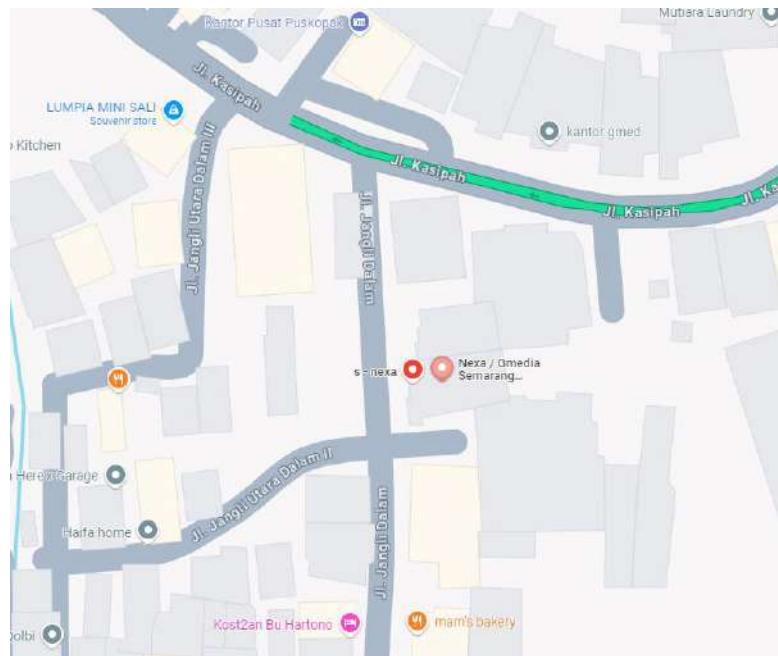 Kantor Pusat Puskopak
Mutiara Laundry
Jl. Kasipah
LUMPIA MINI SALI
Souvenir store
kantor gmed
Kitchen
Jl. Kasipah
Jl. Kasipah
Jl. Jangli Utara Dalam III
Jl. Jangli Dalam
s - nexa
Nexa / Gmedia
Semarang...
Jl. Jangli Utara Dalam II
Garage
Haifa home
Jl. Jangli Dalam
Kost2an Bu Hartono
mam's bakery